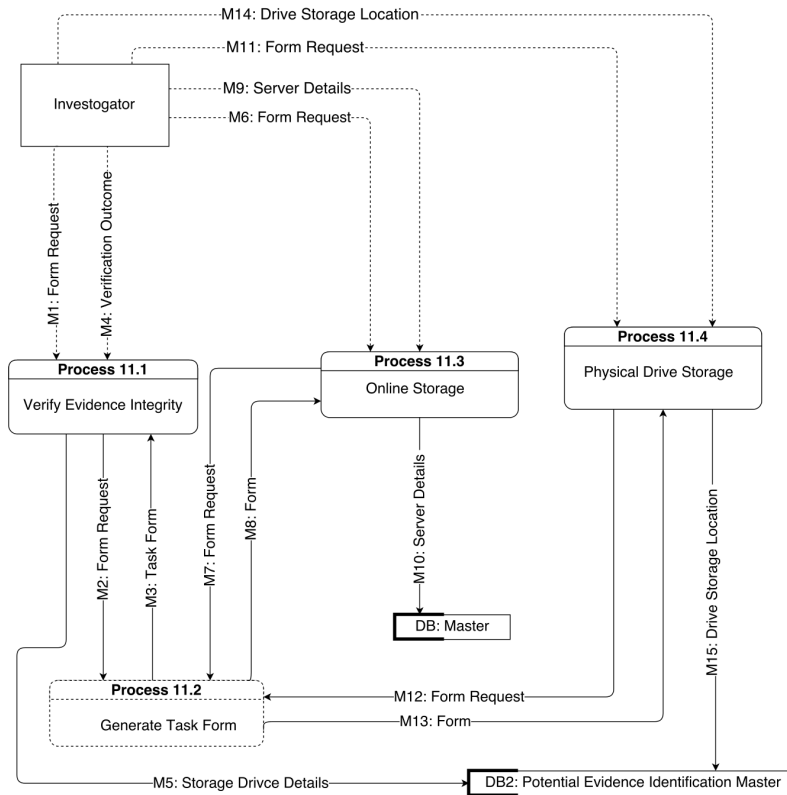 M14: Drive Storage Location
M11: Form Request
M9: Server Details
Investogator
M6: Form Request
M1: Form Request
M4: Verification Outcome
Process 11.4
Physical Drive Storage
Process 11.3
Online Storage
Process 11.1
Verify Evidence Integrity
M2: Form Request
M3: Task Form
M7: Form Request
M8: Form
M10: Server Details
M15: Drive Storage Location
DB: Master
Process 11.2
Generate Task Form
M12: Form Request
M13: Form
M5: Storage Drivce Details
DB2: Potential Evidence Identification Master